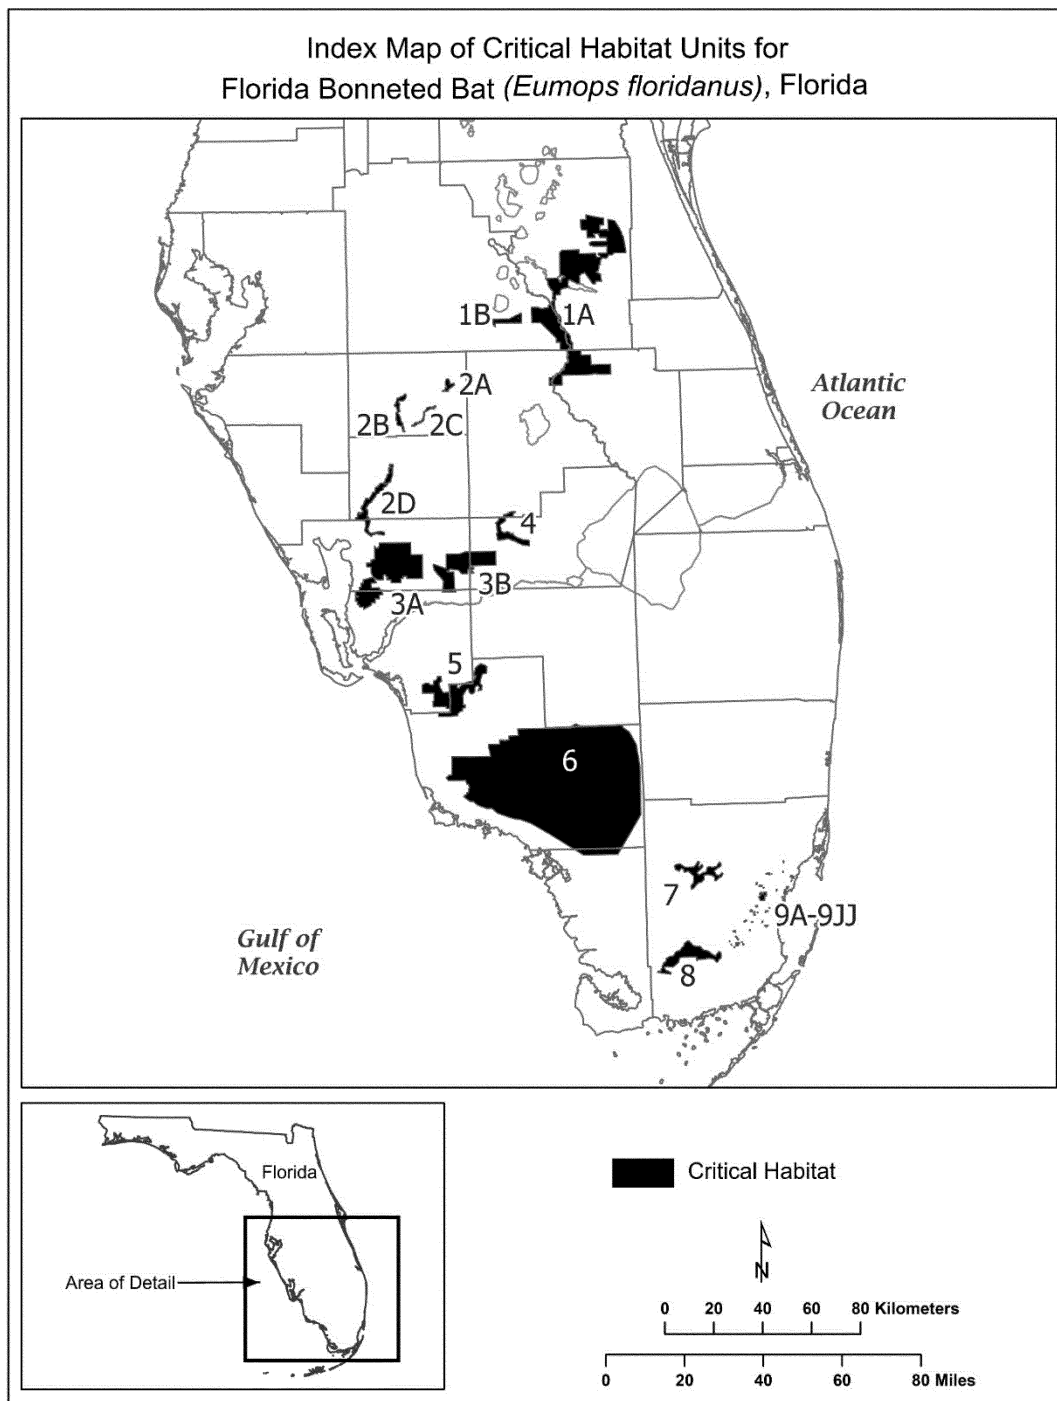 Index Map of Critical Habitat Units for
Florida Bonneted Bat (Eumops floridanus), Florida
1B
1A
2A
2B
2C
Atlantic
Ocean
2D
4
3B
3A
5
6
7
9A-9JJ
Gulf of
Mexico
8
Florida
Area of Detail
Critical Habitat
N
0 20 40 60 80 Kilometers
0 20 40 60 80 Miles